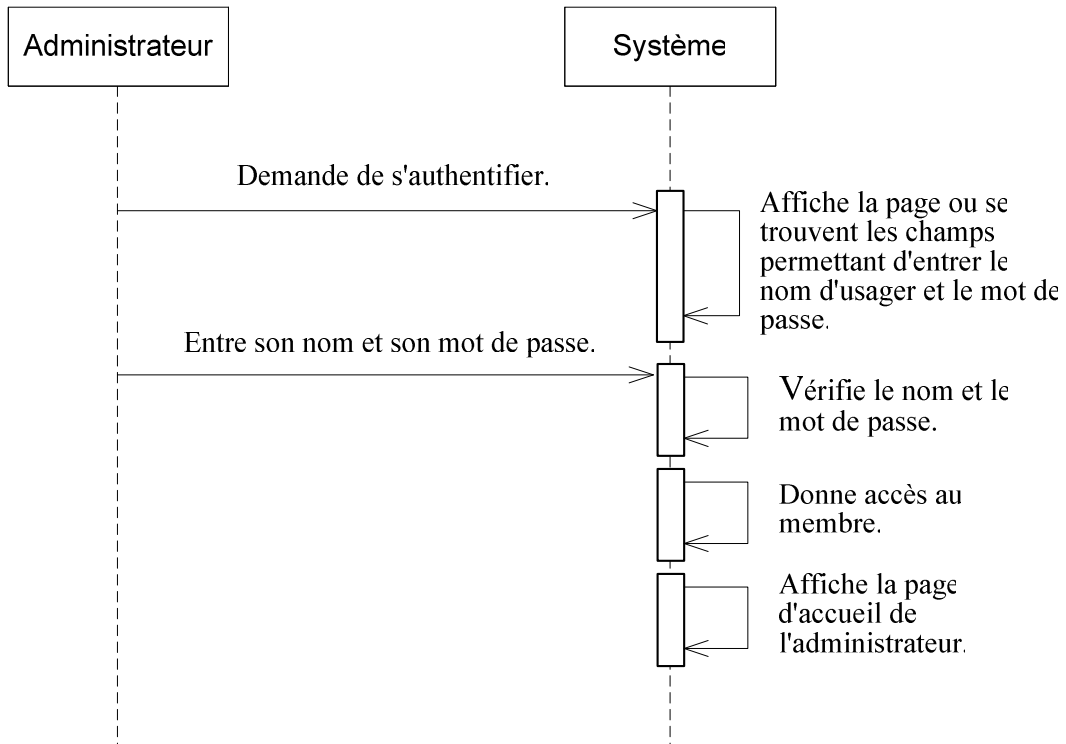 Administrateur
Système
Demande de s'authentifier.
Affiche la page ou se
trouvent les champs
permettant d'entrer le
nom d'usager et le mot de
passe.
Entre son nom et son mot de passe.
Vérifie le nom et le
mot de passe.
Donne accès au
membre.
Affiche la page
d'accueil de
l'administrateur.